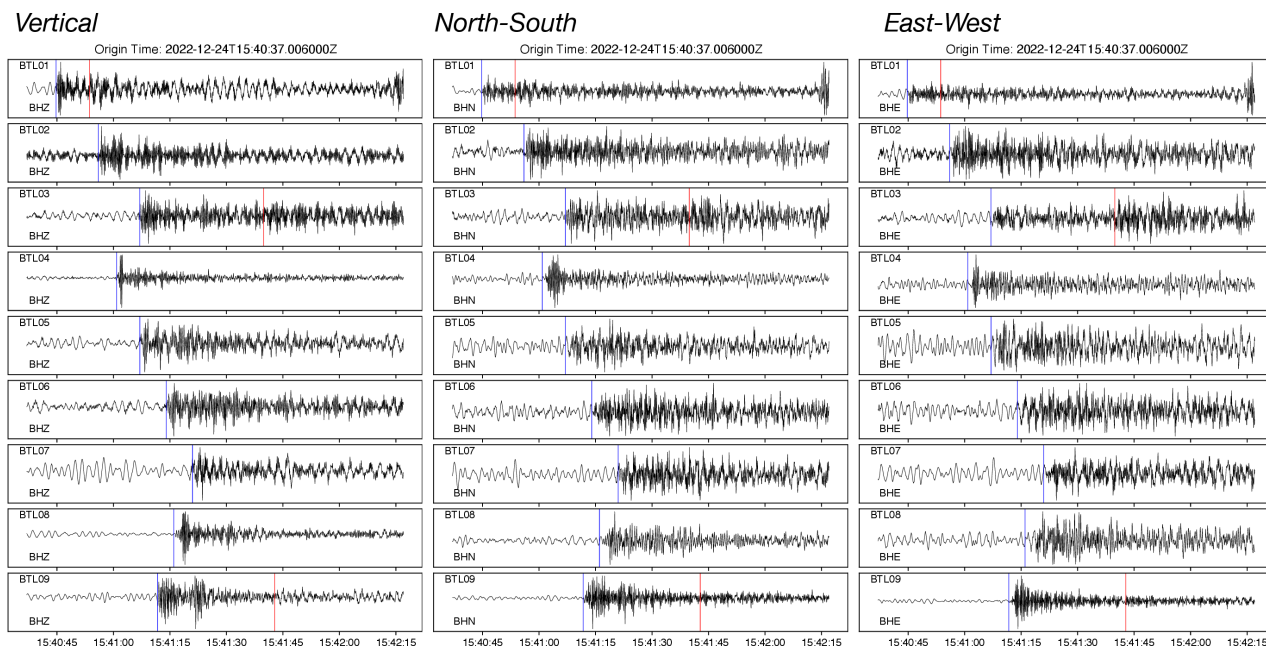 Vertical
North-South
East-West
Origin Time: 2022-12-24T15:40:37.006000Z
Origin Time: 2022-12-24T15:40:37.006000Z
Origin Time: 2022-12-24T15:40:37.006000Z
BTL01
BHZ
BTL01
BHN
BTL01
BHE
BTL02
BHZ
BTL02
BHN
BTL02
BHE
BTL03
BHZ
BTL03
BHN
BTL03
BHE
BTL04
BHZ
BTL04
BHN
BTL04
BHE
BTL05
BHZ
BTL05
BHN
BTL05
BHE
BTL06
BHZ
BTL06
BHN
BTL06
BHE
BTL07
BHZ
BTL07
BHN
BTL07
BHE
BTL08
BHZ
BTL08
BHN
BTL08
BHE
BTL09
BHZ
BTL09
BHN
BTL09
BHE
15:40:45 15:41:00 15:41:15 15:41:30 15:41:45 15:42:00 15:42:15
15:40:45 15:41:00 15:41:15 15:41:30 15:41:45 15:42:00 15:42:15
15:40:45 15:41:00 15:41:15 15:41:30 15:41:45 15:42:00 15:42:15